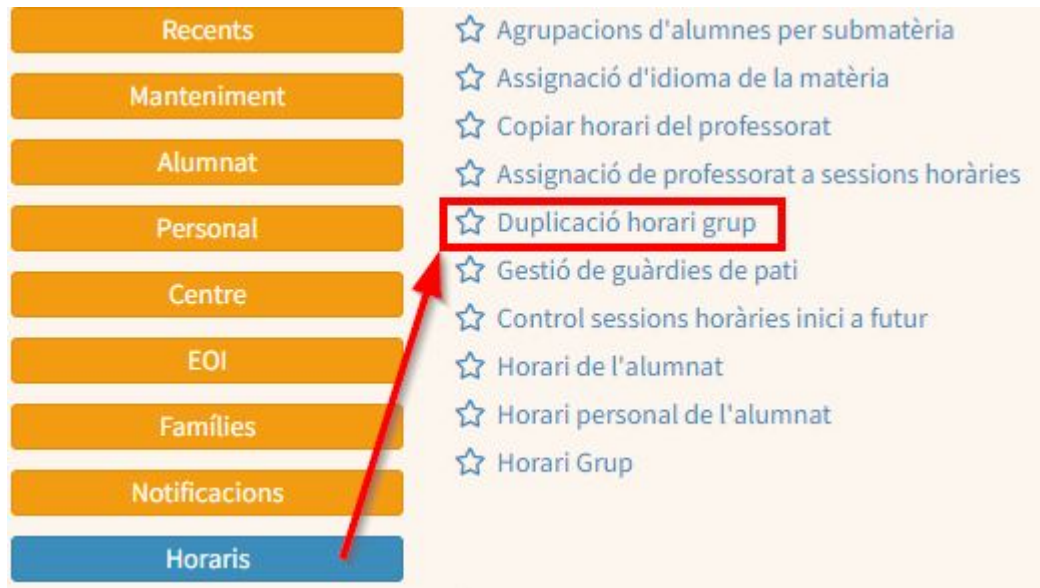 Recents
Manteniment
Alumnat
Personal
Centre
EOI
Famílies
Notificacions
Horaris
Agrupacions d'alumnes per submatèria
Assignació d'idioma de la matèria
Copiar horari del professorat
Assignació de professorat a sessions horàries
Duplicació horari grup
Gestió de guàrdies de pati
Control sessions horàries inici a futur
Horari de l'alumnat
Horari personal de l'alumnat
Horari Grup